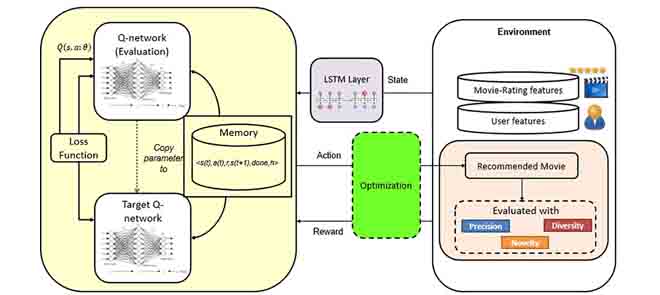 Q(s, a; θ)
Q-network
(Evaluation)
Loss
Function
Copy
parameter
to
Memory
<s(t),a(t),r,s(t+1),done,h>
Target Q-
network
LSTM Layer
State
Action
Optimization
Reward
Environment
Movie-Rating features
User features
Recommended Movie
Evaluated with
Precision
Diversity
Novelty